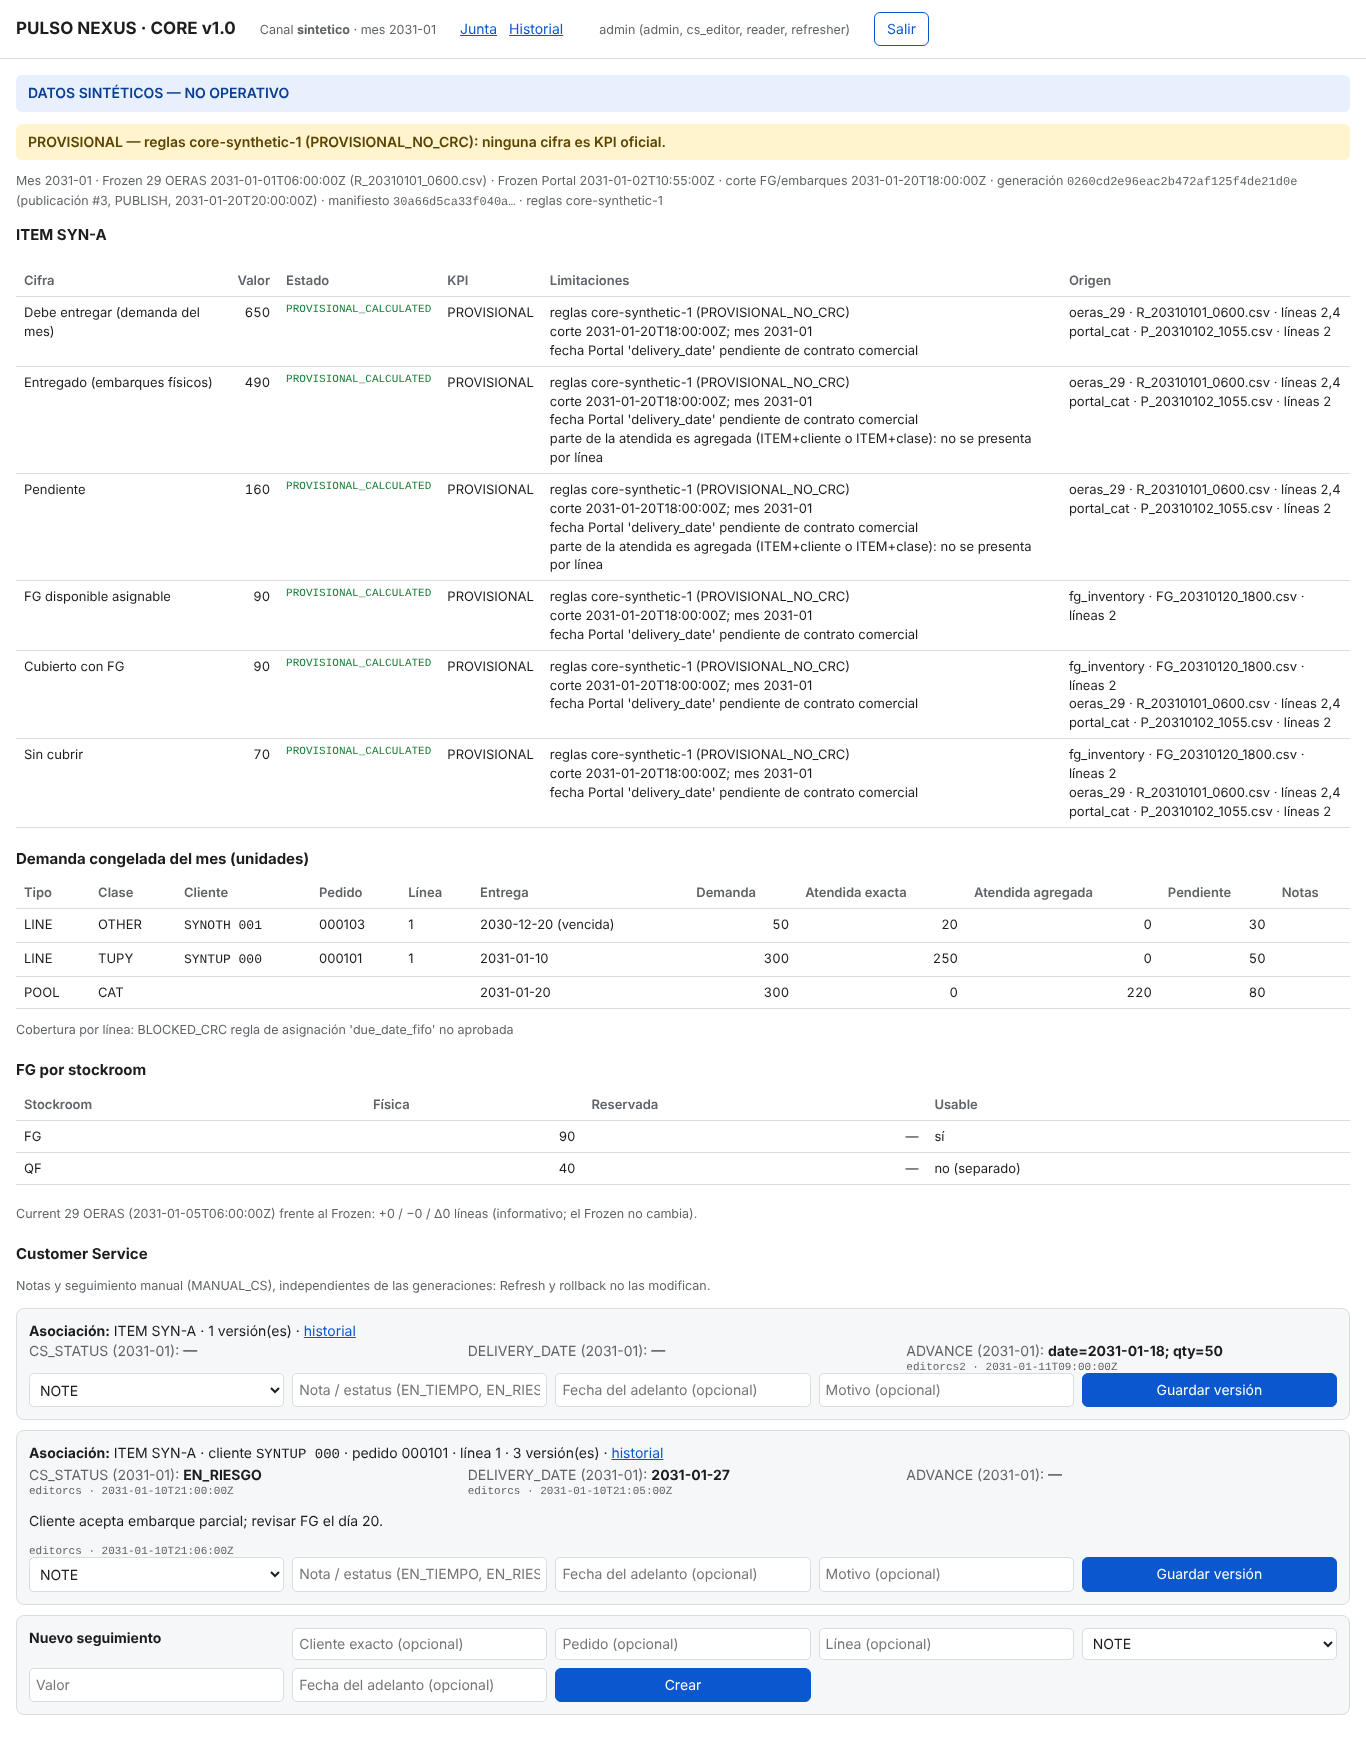 PULSO NEXUS · CORE v1.0 Canal sintetico · mes 2031-01 Junta Historial admin (admin, cs_editor, reader, refresher) Salir
DATOS SINTÉTICOS — NO OPERATIVO
PROVISIONAL — reglas core-synthetic-1 (PROVISIONAL_NO_CRC): ninguna cifra es KPI oficial.
Mes 2031-01 · Frozen 29 OERAS 2031-01-01T06:00:00Z (R_20310101_0600.csv) · Frozen Portal 2031-01-02T10:55:00Z · corte FG/embarques 2031-01-20T18:00:00Z · generación 0260cd2e96eac2b472af125f4de21d0e
(publicación #3, PUBLISH, 2031-01-20T20:00:00Z) · manifiesto 30a66d5ca33f040a… · reglas core-synthetic-1
ITEM SYN-A
Cifra Valor Estado KPI Limitaciones Origen
Debe entregar (demanda del 650 PROVISIONAL_CALCULATED PROVISIONAL reglas core-synthetic-1 (PROVISIONAL_NO_CRC) oeras_29 · R_20310101_0600.csv · líneas 2,4
mes) corte 2031-01-20T18:00:00Z; mes 2031-01 portal_cat · P_20310102_1055.csv · líneas 2
fecha Portal 'delivery_date' pendiente de contrato comercial
Entregado (embarques físicos) 490 PROVISIONAL_CALCULATED PROVISIONAL reglas core-synthetic-1 (PROVISIONAL_NO_CRC) oeras_29 · R_20310101_0600.csv · líneas 2,4
corte 2031-01-20T18:00:00Z; mes 2031-01 portal_cat · P_20310102_1055.csv · líneas 2
fecha Portal 'delivery_date' pendiente de contrato comercial
parte de la atendida es agregada (ITEM+cliente o ITEM+clase): no se presenta
por línea
Pendiente 160 PROVISIONAL_CALCULATED PROVISIONAL reglas core-synthetic-1 (PROVISIONAL_NO_CRC) oeras_29 · R_20310101_0600.csv · líneas 2,4
corte 2031-01-20T18:00:00Z; mes 2031-01 portal_cat · P_20310102_1055.csv · líneas 2
fecha Portal 'delivery_date' pendiente de contrato comercial
parte de la atendida es agregada (ITEM+cliente o ITEM+clase): no se presenta
por línea
FG disponible asignable 90 PROVISIONAL_CALCULATED PROVISIONAL reglas core-synthetic-1 (PROVISIONAL_NO_CRC) fg_inventory · FG_20310120_1800.csv ·
corte 2031-01-20T18:00:00Z; mes 2031-01 líneas 2
fecha Portal 'delivery_date' pendiente de contrato comercial
Cubierto con FG 90 PROVISIONAL_CALCULATED PROVISIONAL reglas core-synthetic-1 (PROVISIONAL_NO_CRC) fg_inventory · FG_20310120_1800.csv ·
corte 2031-01-20T18:00:00Z; mes 2031-01 líneas 2
fecha Portal 'delivery_date' pendiente de contrato comercial oeras_29 · R_20310101_0600.csv · líneas 2,4
portal_cat · P_20310102_1055.csv · líneas 2
Sin cubrir 70 PROVISIONAL_CALCULATED PROVISIONAL reglas core-synthetic-1 (PROVISIONAL_NO_CRC) fg_inventory · FG_20310120_1800.csv ·
corte 2031-01-20T18:00:00Z; mes 2031-01 líneas 2
fecha Portal 'delivery_date' pendiente de contrato comercial oeras_29 · R_20310101_0600.csv · líneas 2,4
portal_cat · P_20310102_1055.csv · líneas 2
Demanda congelada del mes (unidades)
Tipo Clase Cliente Pedido Línea Entrega Demanda Atendida exacta Atendida agregada Pendiente Notas
LINE OTHER SYNOTH 001 000103 1 2030-12-20 (vencida) 50 20 0 30
LINE TUPY SYNTUP 000 000101 1 2031-01-10 300 250 0 50
POOL CAT 2031-01-20 300 0 220 80
Cobertura por línea: BLOCKED_CRC regla de asignación 'due_date_fifo' no aprobada
FG por stockroom
Stockroom Física Reservada Usable
FG 90 — sí
QF 40 — no (separado)
Current 29 OERAS (2031-01-05T06:00:00Z) frente al Frozen: +0 / −0 / Δ0 líneas (informativo; el Frozen no cambia).
Customer Service
Notas y seguimiento manual (MANUAL_CS), independientes de las generaciones: Refresh y rollback no las modifican.
Asociación: ITEM SYN-A · 1 versión(es) · historial
CS_STATUS (2031-01): — DELIVERY_DATE (2031-01): — ADVANCE (2031-01): date=2031-01-18; qty=50
editorcs2 · 2031-01-11T09:00:00Z
NOTE Nota / estatus (EN_TIEMPO, EN_RIES Fecha del adelanto (opcional) Motivo (opcional) Guardar versión
Asociación: ITEM SYN-A · cliente SYNTUP 000 · pedido 000101 · línea 1 · 3 versión(es) · historial
CS_STATUS (2031-01): EN_RIESGO DELIVERY_DATE (2031-01): 2031-01-27 ADVANCE (2031-01): —
editorcs · 2031-01-10T21:00:00Z editorcs · 2031-01-10T21:05:00Z
Cliente acepta embarque parcial; revisar FG el día 20.
editorcs · 2031-01-10T21:06:00Z
NOTE Nota / estatus (EN_TIEMPO, EN_RIES Fecha del adelanto (opcional) Motivo (opcional) Guardar versión
Nuevo seguimiento Cliente exacto (opcional) Pedido (opcional) Línea (opcional) NOTE
Valor Fecha del adelanto (opcional) Crear